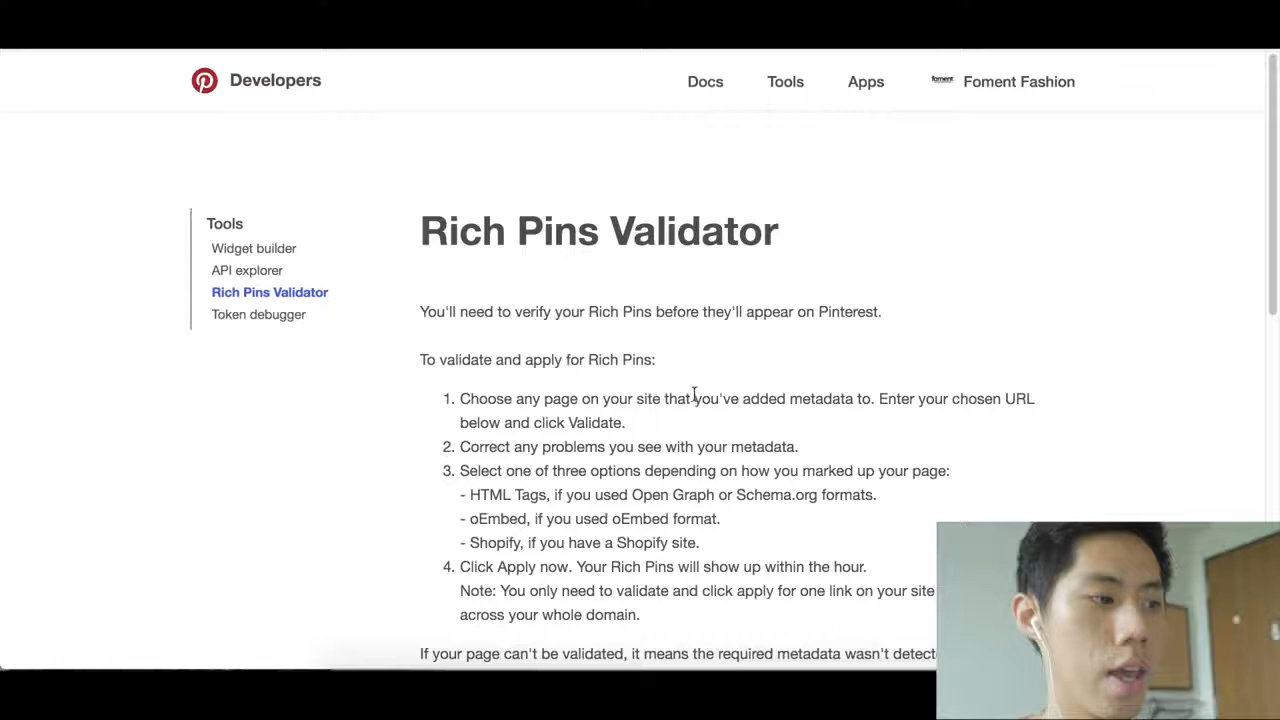 Developers
Docs
Tools
Apps
foment
Foment Fashion
Tools
Widget builder
API explorer
Rich Pins Validator
Token debugger
Rich Pins Validator
You'll need to verify your Rich Pins before they'll appear on Pinterest.
To validate and apply for Rich Pins:
1. Choose any page on your site that you've added metadata to. Enter your chosen URL
below and click Validate.
2. Correct any problems you see with your metadata.
3. Select one of three options depending on how you marked up your page:
- HTML Tags, if you used Open Graph or Schema.org formats.
- oEmbed, if you used oEmbed format.
- Shopify, if you have a Shopify site.
4. Click Apply now. Your Rich Pins will show up within the hour.
Note: You only need to validate and click apply for one link on your site
across your whole domain.
If your page can't be validated, it means the required metadata wasn't detect